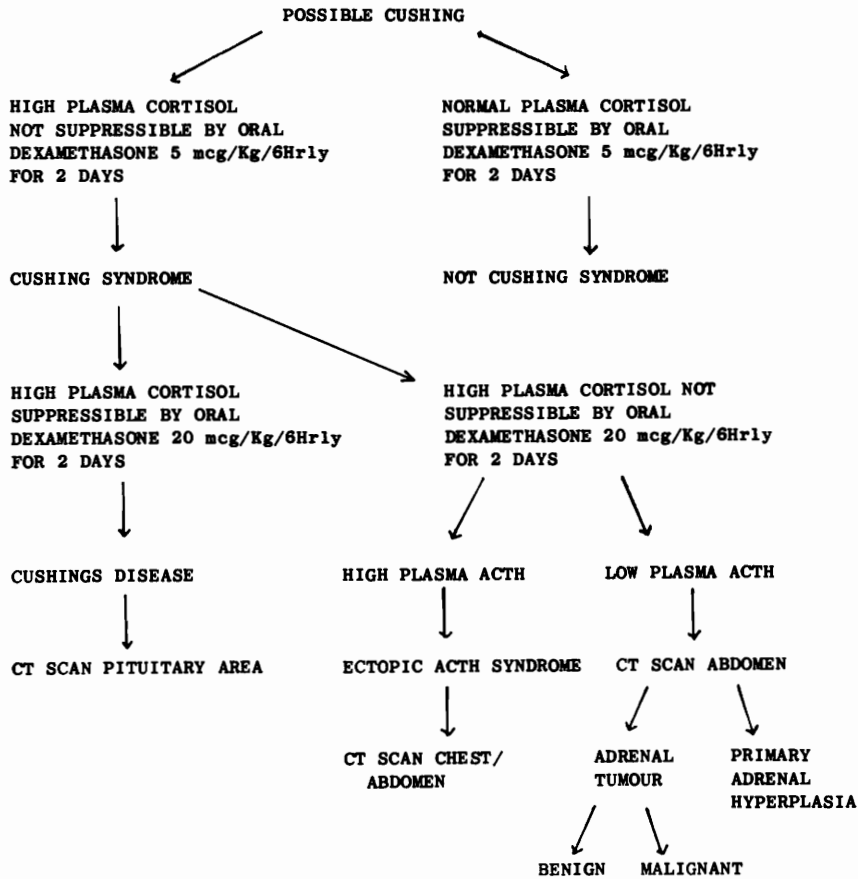 POSSIBLE CUSHING
HIGH PLASMA CORTISOL
NOT SUPPRESSIBLE BY ORAL
DEXAMETHASONE 5 mcg/Kg/6Hrly
FOR 2 DAYS
NORMAL PLASMA CORTISOL
SUPPRESSIBLE BY ORAL
DEXAMETHASONE 5 mcg/Kg/6Hrly
FOR 2 DAYS
CUSHING SYNDROME
NOT CUSHING SYNDROME
HIGH PLASMA CORTISOL
SUPPRESSIBLE BY ORAL
DEXAMETHASONE 20 mcg/Kg/6Hrly
FOR 2 DAYS
HIGH PLASMA CORTISOL NOT
SUPPRESSIBLE BY ORAL
DEXAMETHASONE 20 mcg/Kg/6Hrly
FOR 2 DAYS
CUSHINGS DISEASE
HIGH PLASMA ACTH
LOW PLASMA ACTH
CT SCAN PITUITARY AREA
ECTOPIC ACTH SYNDROME
CT SCAN ABDOMEN
CT SCAN CHEST/
ABDOMEN
ADRENAL
TUMOUR
PRIMARY
ADRENAL
HYPERPLASIA
BENIGN
MALIGNANT